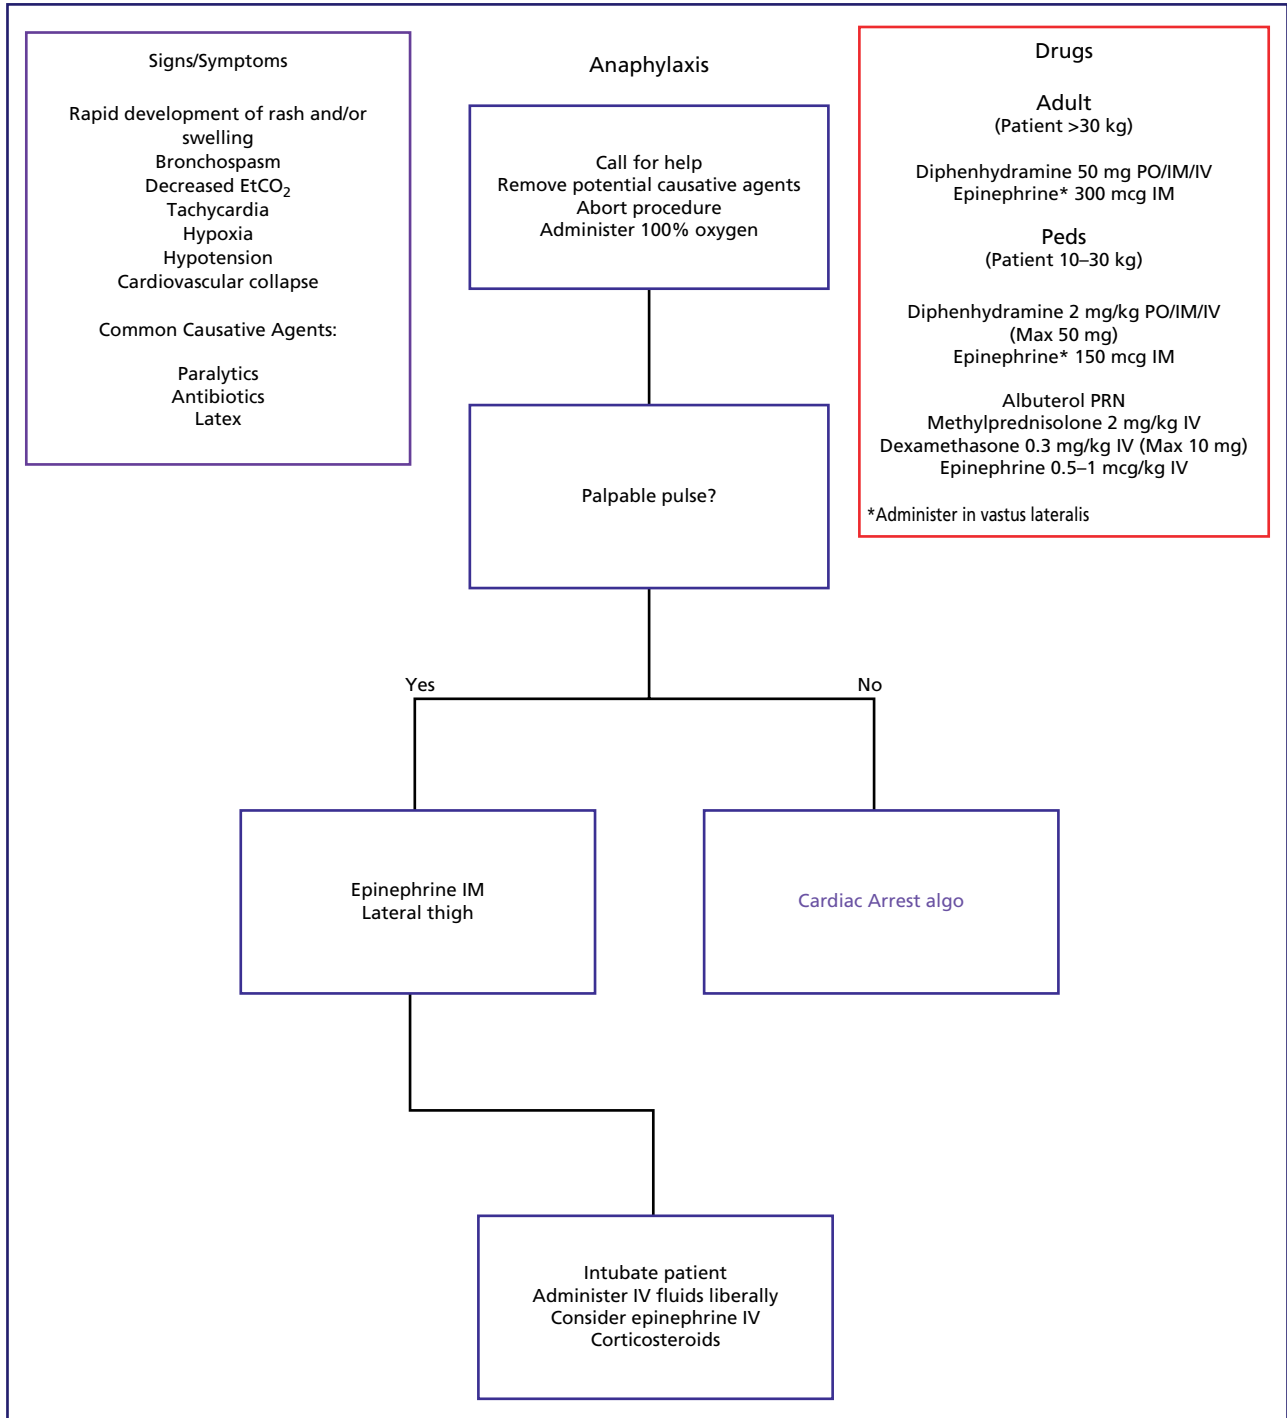 Signs/Symptoms
Rapid development of rash and/or
swelling
Bronchospasm
Decreased EtCO₂
Tachycardia
Hypoxia
Hypotension
Cardiovascular collapse
Common Causative Agents:
Paralytics
Antibiotics
Latex
Anaphylaxis
Call for help
Remove potential causative agents
Abort procedure
Administer 100% oxygen
Drugs
Adult
(Patient >30 kg)
Diphenhydramine 50 mg PO/IM/IV
Epinephrine* 300 mcg IM
Peds
(Patient 10–30 kg)
Diphenhydramine 2 mg/kg PO/IM/IV
(Max 50 mg)
Epinephrine* 150 mcg IM
Albuterol PRN
Methylprednisolone 2 mg/kg IV
Dexamethasone 0.3 mg/kg IV (Max 10 mg)
Epinephrine 0.5–1 mcg/kg IV
*Administer in vastus lateralis
Palpable pulse?
Yes
No
Epinephrine IM
Lateral thigh
Cardiac Arrest algo
Intubate patient
Administer IV fluids liberally
Consider epinephrine IV
Corticosteroids